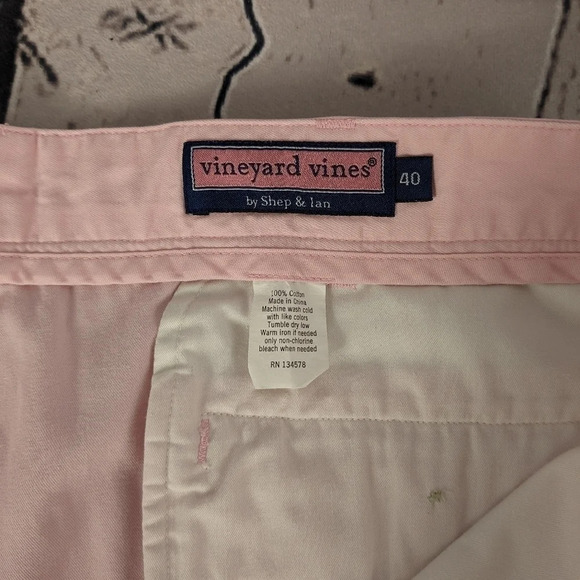 vineyard vines®
40
by Shep & Ian
100% Cotton
Made in China
Machine wash cold
with like colors
Tumble dry low
Warm iron if needed
only non-chlorine
bleach when needed
RN 134578